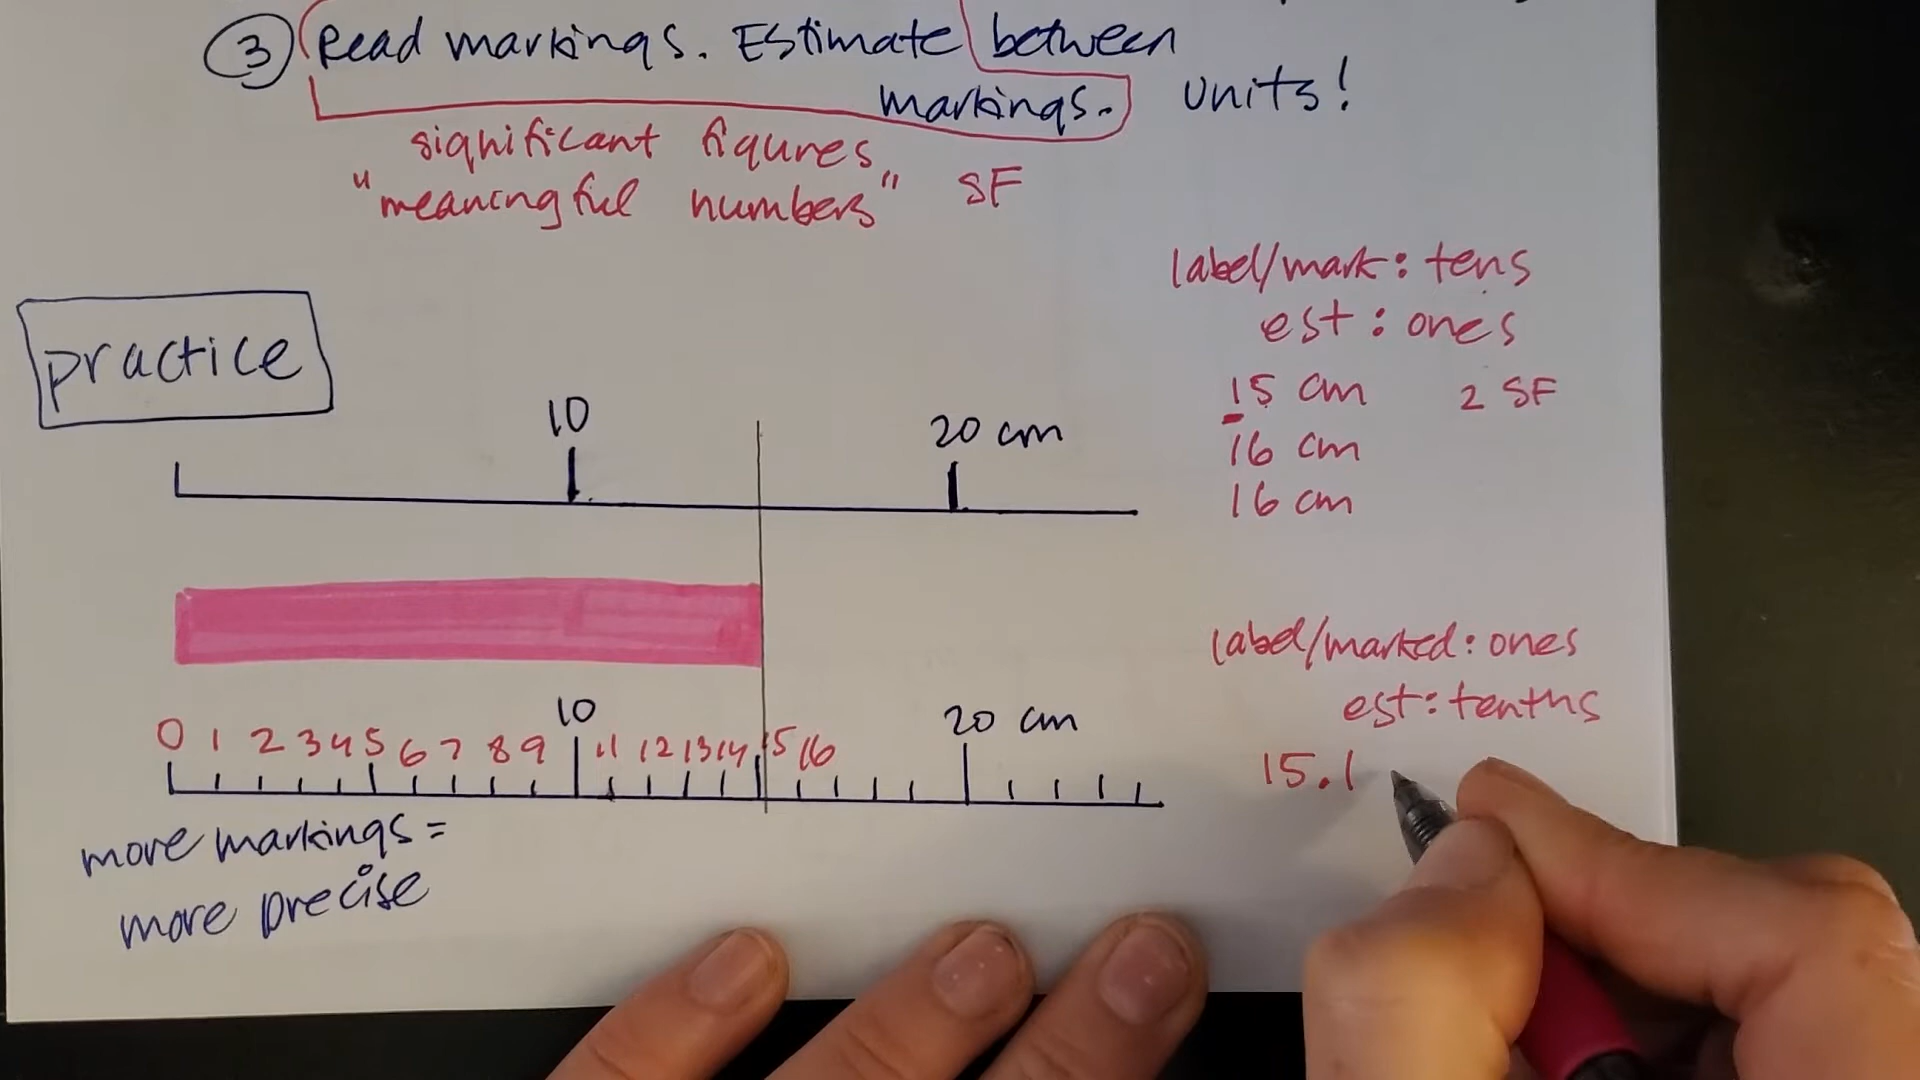 ③ Read markings. Estimate between
markings. units!
significant figures
"meaningful numbers" SF
label/mark: tens
est: ones
15 cm 2 SF
16 cm
16 cm
practice
10 20 cm
label/marked: ones
est: tenths
15.1
10 20 cm
0 1 2 3 4 5 6 7 8 9 11 12 13 14 15 16
more markings =
more precise